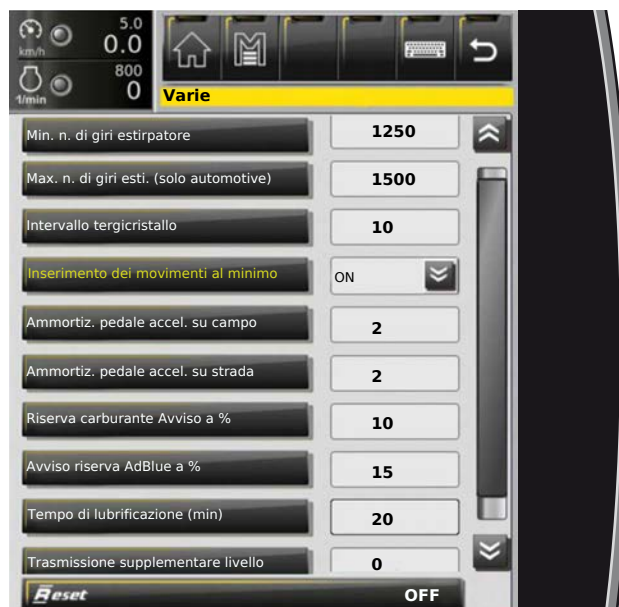 5.0
km/h 0.0
800
1/min 0
Varie
Min. n. di giri estirpatore 1250
Max. n. di giri esti. (solo automotive) 1500
Intervallo tergicristallo 10
Inserimento dei movimenti al minimo ON
Ammortiz. pedale accel. su campo 2
Ammortiz. pedale accel. su strada 2
Riserva carburante Avviso a % 10
Avviso riserva AdBlue a % 15
Tempo di lubrificazione (min) 20
Trasmissione supplementare livello 0
Reset OFF